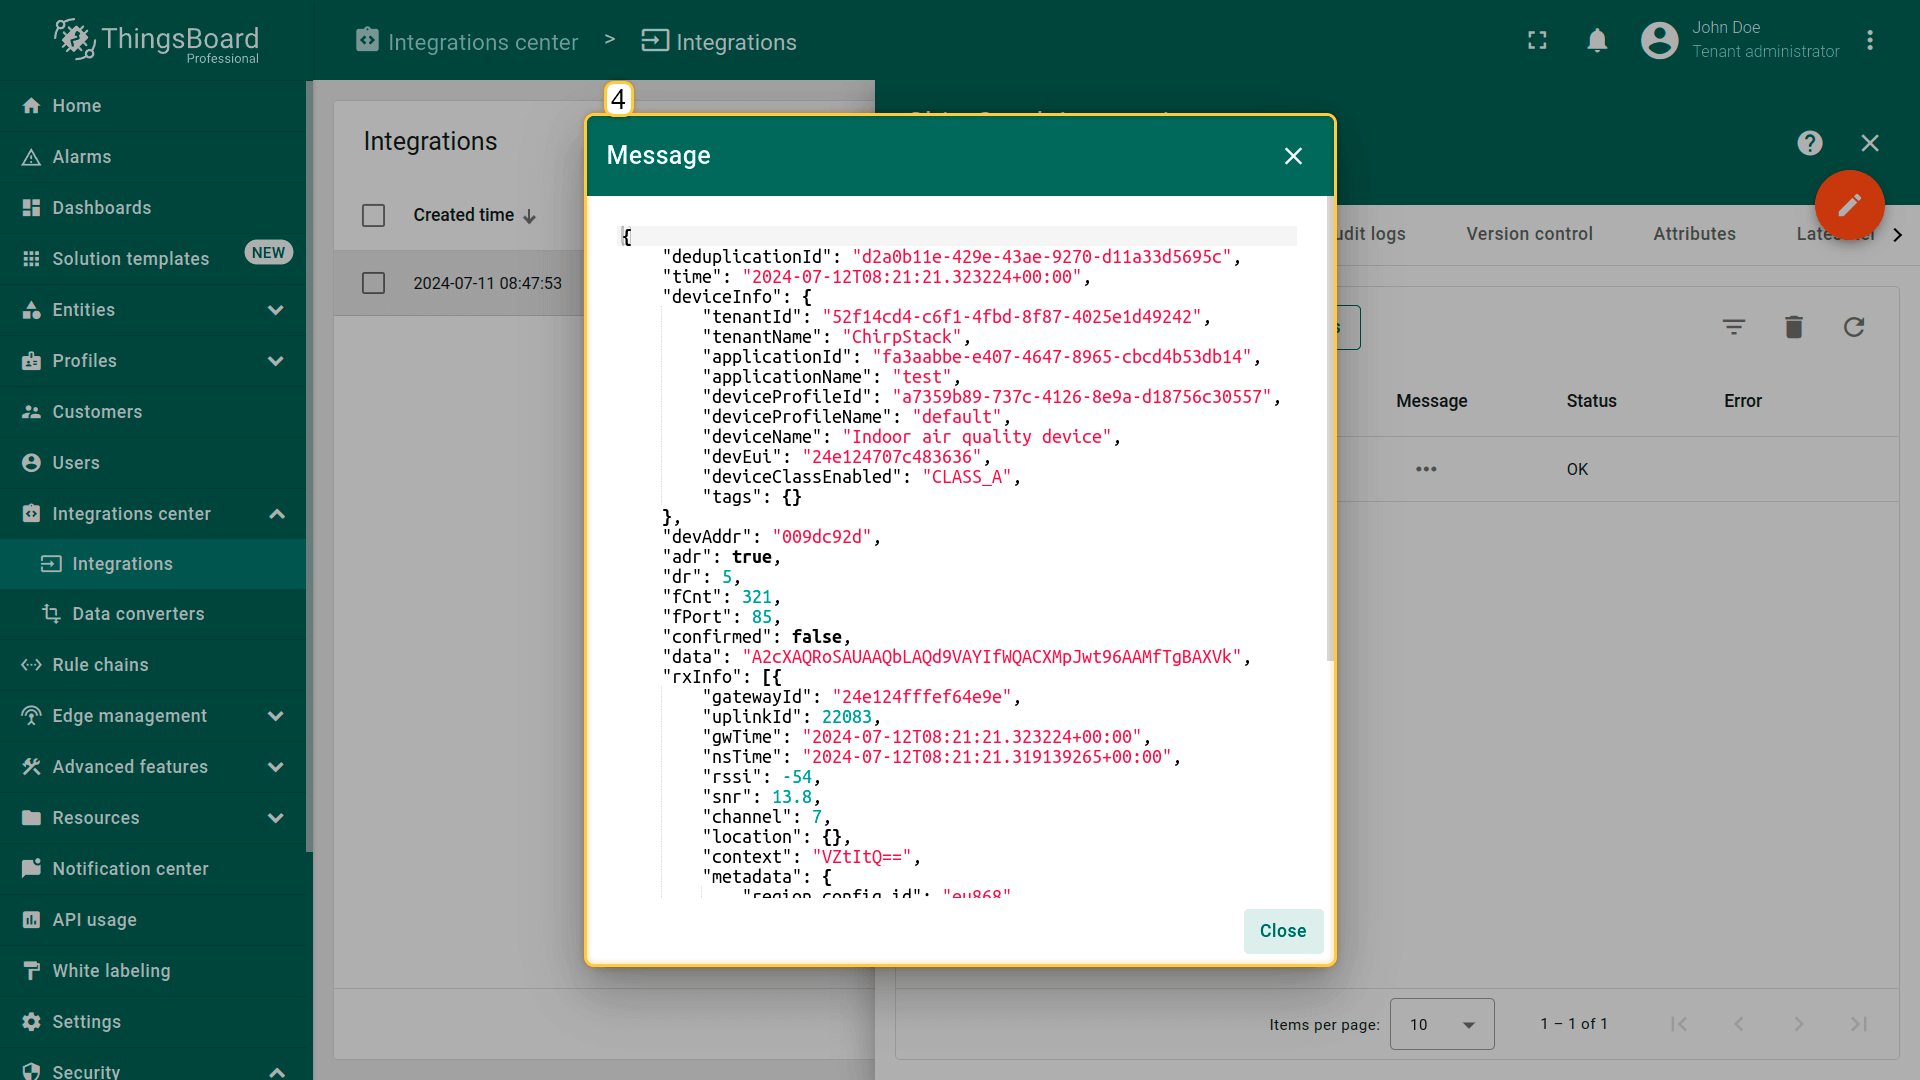 ThingsBoard
Professional
Integrations center > Integrations
John Doe
Tenant administrator
Home
Alarms
Dashboards
Solution templates NEW
Entities
Profiles
Customers
Users
Integrations center
Integrations
Data converters
Rule chains
Edge management
Advanced features
Resources
Notification center
API usage
White labeling
Settings
Security
Integrations
Created time
2024-07-11 08:47:53
4
Message
{
"deduplicationId": "d2a0b11e-429e-43ae-9270-d11a33d5695c",
"time": "2024-07-12T08:21:21.323224+00:00",
"deviceInfo": {
"tenantId": "52f14cd4-c6f1-4fbd-8f87-4025e1d49242",
"tenantName": "ChirpStack",
"applicationId": "fa3aabbe-e407-4647-8965-cbcd4b53db14",
"applicationName": "test",
"deviceProfileId": "a7359b89-737c-4126-8e9a-d18756c30557",
"deviceProfileName": "default",
"deviceName": "Indoor air quality device",
"devEui": "24e124707c483636",
"deviceClassEnabled": "CLASS_A",
"tags": {}
},
"devAddr": "009dc92d",
"adr": true,
"dr": 5,
"fCnt": 321,
"fPort": 85,
"confirmed": false,
"data": "A2cXAQRoSAUAAQbLAQd9VAYIfWQACXMpJwt96AAMfTgBAXVk",
"rxInfo": [{
"gatewayId": "24e124fffef64e9e",
"uplinkId": 22083,
"gwTime": "2024-07-12T08:21:21.323224+00:00",
"nsTime": "2024-07-12T08:21:21.319139265+00:00",
"rssi": -54,
"snr": 13.8,
"channel": 7,
"location": {},
"context": "VZtItQ==",
"metadata": {
"region_config_id": "eu868"
Close
udit logs Version control Attributes
Message Status Error
OK
Items per page: 10 1 – 1 of 1